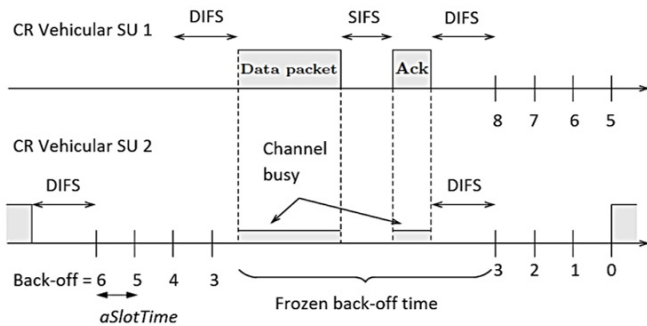 CR Vehicular SU 1
DIFS
SIFS
DIFS
Data packet
Ack
8 7 6 5
CR Vehicular SU 2
Channel
busy
DIFS
DIFS
Back-off = 6 5 4 3
3 2 1 0
aSlotTime
Frozen back-off time